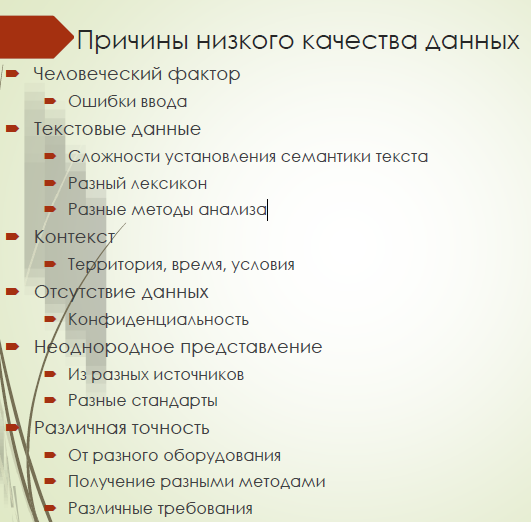 Причины низкого качества данных
Человеческий фактор
Ошибки ввода
Текстовые данные
Сложности установления семантики текста
Разный лексикон
Разные методы анализа
Контекст
Территория, время, условия
Отсутствие данных
Конфиденциальность
Неоднородное представление
Из разных источников
Разные стандарты
Различная точность
От разного оборудования
Получение разными методами
Различные требования